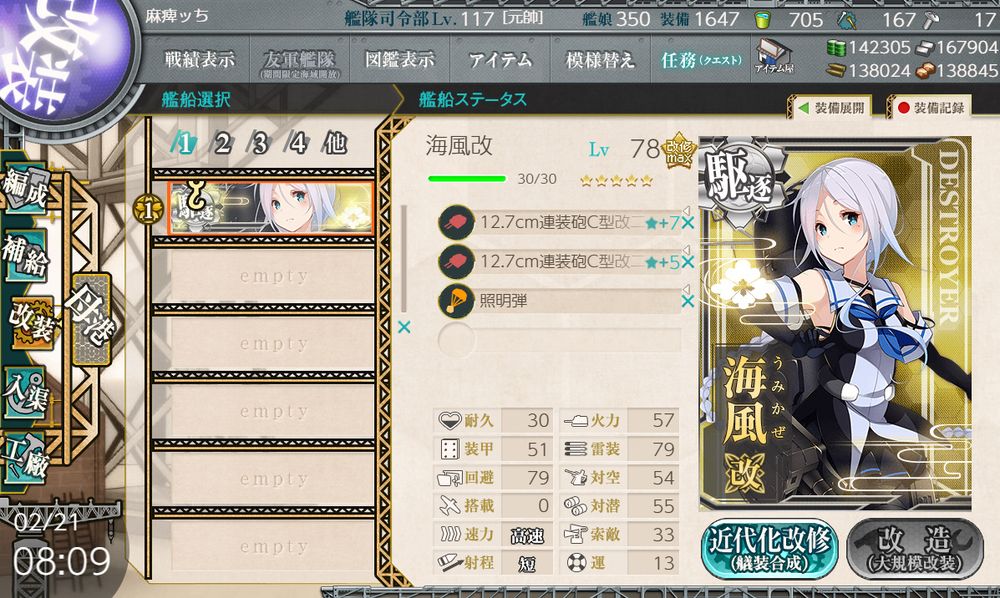 麻痺ッち
艦隊司令部Lv. 117 [元帥]
艦娘 350 装備 1647
705
167
17
改装
戦績表示
友軍艦隊
(期間限定海域開放)
図鑑表示
アイテム
模様替え
任務(クエスト)
アイテム屋
142305
167904
138024
138845
艦船選択
艦船ステータス
装備展開
装備記録
1 2 3 4 他
1
駆逐
empty
empty
empty
empty
empty
海風改
Lv 78
改修
max
30/30
12.7cm連装砲C型改二 ★+7
12.7cm連装砲C型改二 ★+5
照明弾
耐久 30 火力 57
装甲 51 雷装 79
回避 79 対空 54
搭載 0 対潜 55
速力 高速 索敵 33
射程 短 運 13
駆逐
DESTROYER
海風改
うみかぜ
近代化改修
(艤装合成)
改造
(大規模改装)
編成
補給
改装
入渠
工廠
母港
02/21
08:09